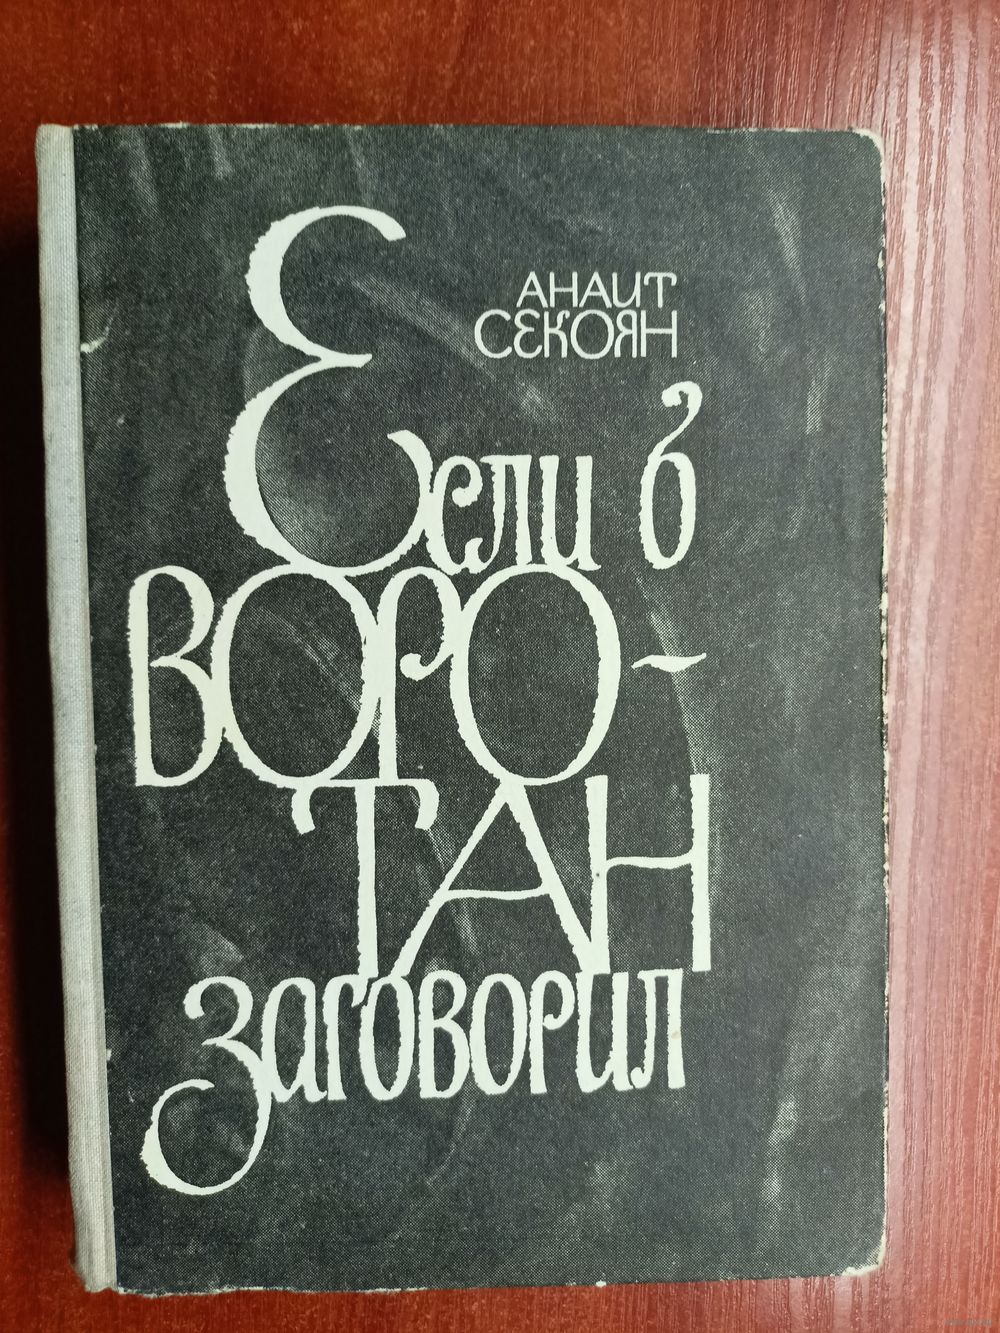 АНАИТ
СЕКОЯН
Если б
ВОРО-
ТАН
заговорил